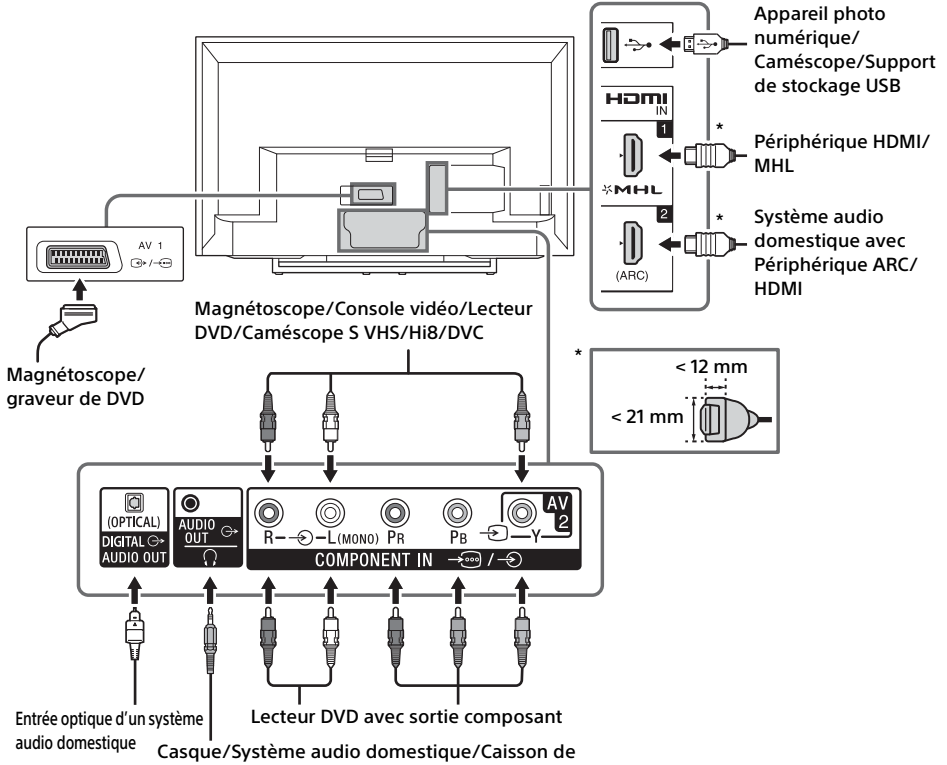 Appareil photo
numérique/
Caméscope/Support
de stockage USB
HDMI
IN
1
*
Périphérique HDMI/
MHL
MHL
2
*
Système audio
domestique avec
Périphérique ARC/
HDMI
(ARC)
AV 1
Magnétoscope/
graveur de DVD
Magnétoscope/Console vidéo/Lecteur
DVD/Caméscope S VHS/Hi8/DVC
*
< 12 mm
< 21 mm
(OPTICAL)
DIGITAL
AUDIO OUT
AUDIO
OUT
R
L(MONO)
PR
PB
Y
AV
2
COMPONENT IN
/
Entrée optique d'un système
audio domestique
Lecteur DVD avec sortie composant
Casque/Système audio domestique/Caisson de